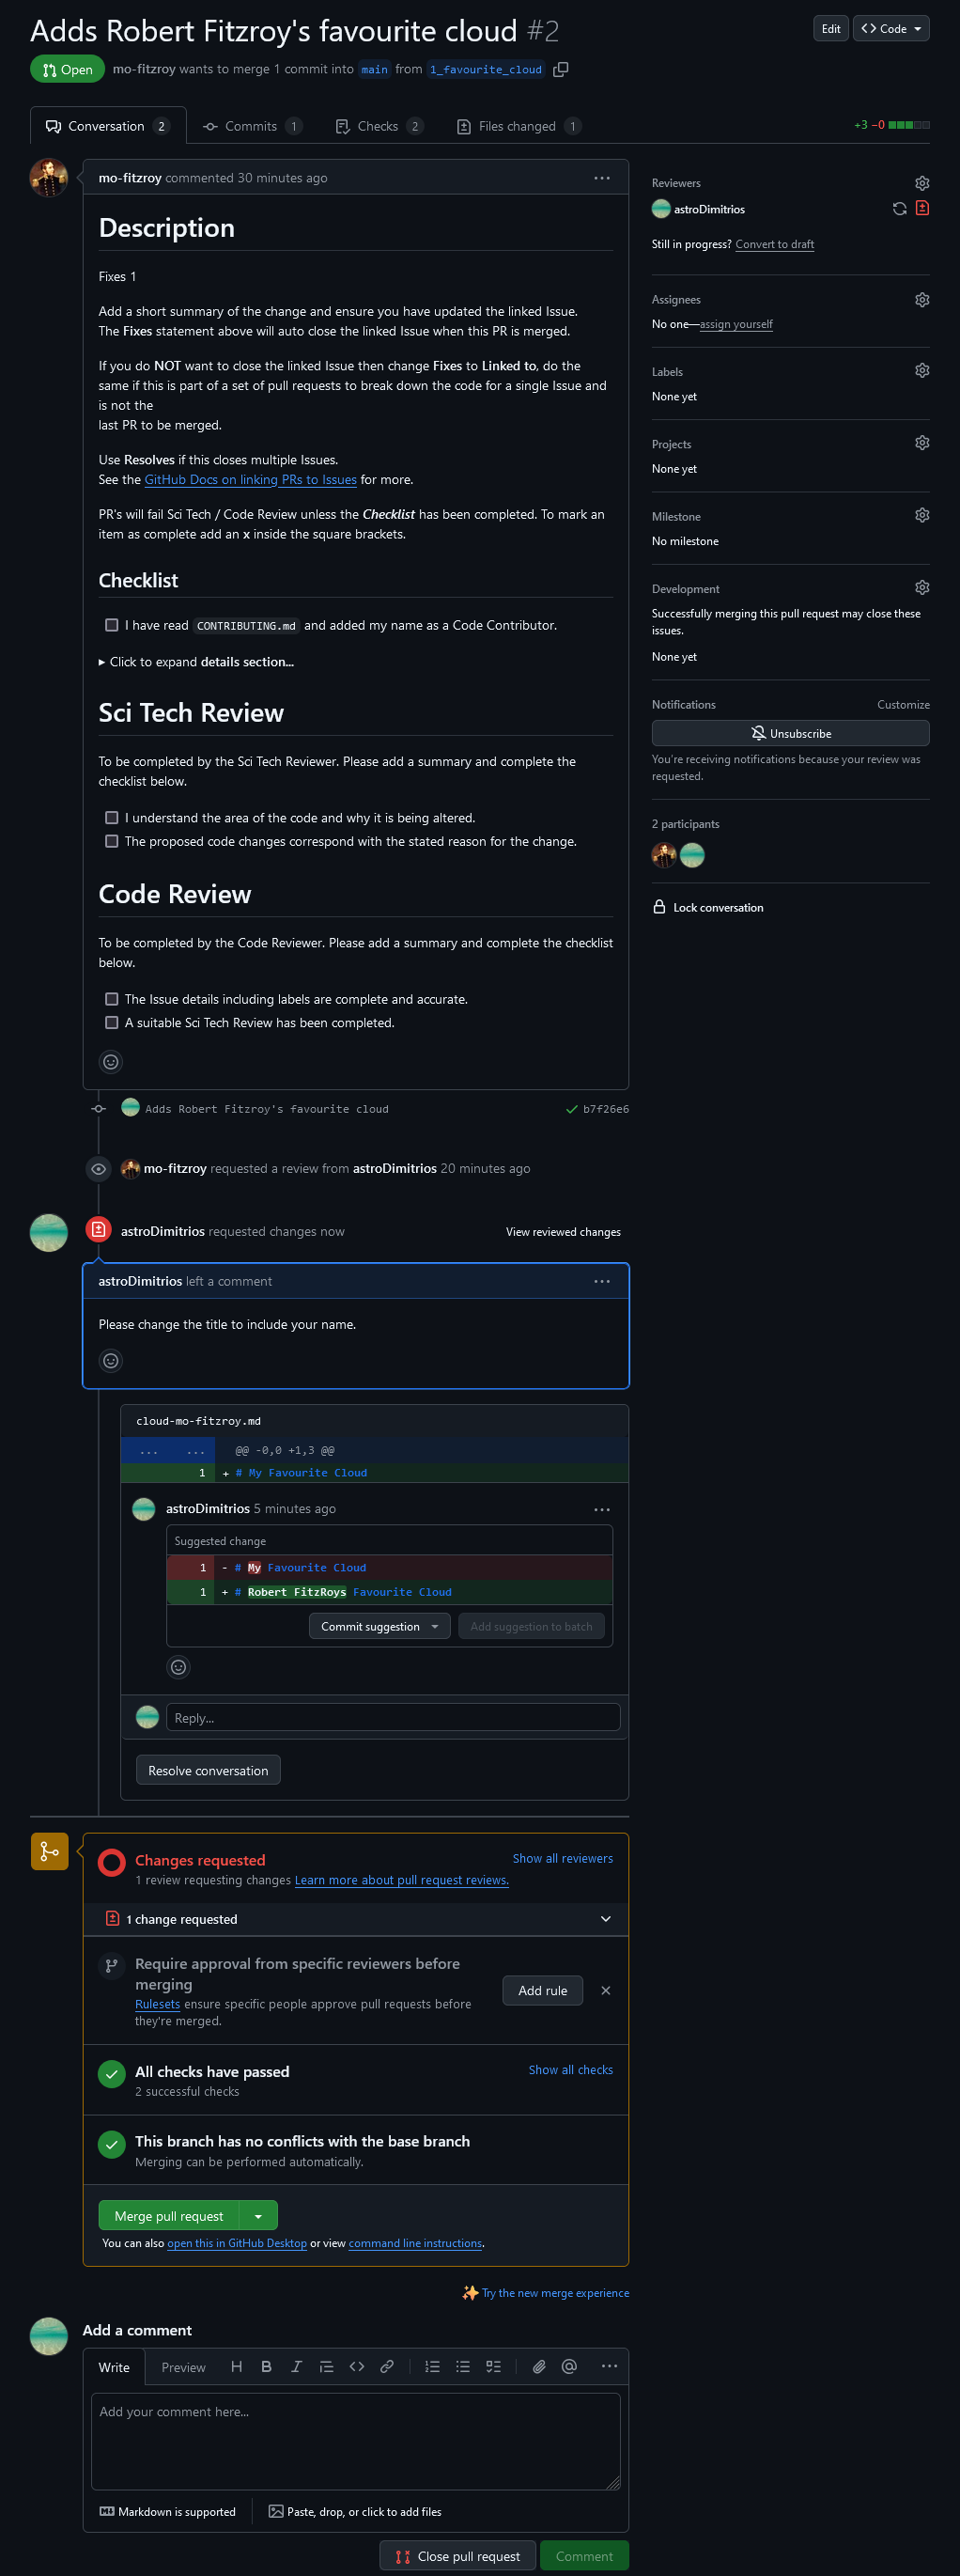 Adds Robert Fitzroy's favourite cloud #2
Edit
Code
Open
mo-fitzroy wants to merge 1 commit into main from 1_favourite_cloud
Conversation 2
Commits 1
Checks 2
Files changed 1
+3 −0
mo-fitzroy commented 30 minutes ago
Description
Fixes 1
Add a short summary of the change and ensure you have updated the linked Issue.
The Fixes statement above will auto close the linked Issue when this PR is merged.
If you do NOT want to close the linked Issue then change Fixes to Linked to, do the
same if this is part of a set of pull requests to break down the code for a single Issue and
is not the
last PR to be merged.
Use Resolves if this closes multiple Issues.
See the GitHub Docs on linking PRs to Issues for more.
PR's will fail Sci Tech / Code Review unless the Checklist has been completed. To mark an
item as complete add an x inside the square brackets.
Checklist
I have read CONTRIBUTING.md and added my name as a Code Contributor.
Click to expand details section...
Sci Tech Review
To be completed by the Sci Tech Reviewer. Please add a summary and complete the
checklist below.
I understand the area of the code and why it is being altered.
The proposed code changes correspond with the stated reason for the change.
Code Review
To be completed by the Code Reviewer. Please add a summary and complete the checklist
below.
The Issue details including labels are complete and accurate.
A suitable Sci Tech Review has been completed.
Reviewers
astroDimitrios
Still in progress? Convert to draft
Assignees
No one—assign yourself
Labels
None yet
Projects
None yet
Milestone
No milestone
Development
Successfully merging this pull request may close these
issues.
None yet
Notifications
Customize
Unsubscribe
You're receiving notifications because your review was
requested.
2 participants
Lock conversation
Adds Robert Fitzroy's favourite cloud
b7f26e6
mo-fitzroy requested a review from astroDimitrios 20 minutes ago
astroDimitrios requested changes now
View reviewed changes
astroDimitrios left a comment
Please change the title to include your name.
cloud-mo-fitzroy.md
... ... @@ -0,0 +1,3 @@
1 + # My Favourite Cloud
astroDimitrios 5 minutes ago
Suggested change
1 - # My Favourite Cloud
1 + # Robert FitzRoys Favourite Cloud
Commit suggestion
Add suggestion to batch
Reply...
Resolve conversation
Changes requested
Show all reviewers
1 review requesting changes Learn more about pull request reviews.
1 change requested
Require approval from specific reviewers before
merging
Rulesets ensure specific people approve pull requests before
they're merged.
Add rule
All checks have passed
Show all checks
2 successful checks
This branch has no conflicts with the base branch
Merging can be performed automatically.
Merge pull request
You can also open this in GitHub Desktop or view command line instructions.
Try the new merge experience
Add a comment
Write
Preview
Add your comment here...
Markdown is supported
Paste, drop, or click to add files
Close pull request
Comment